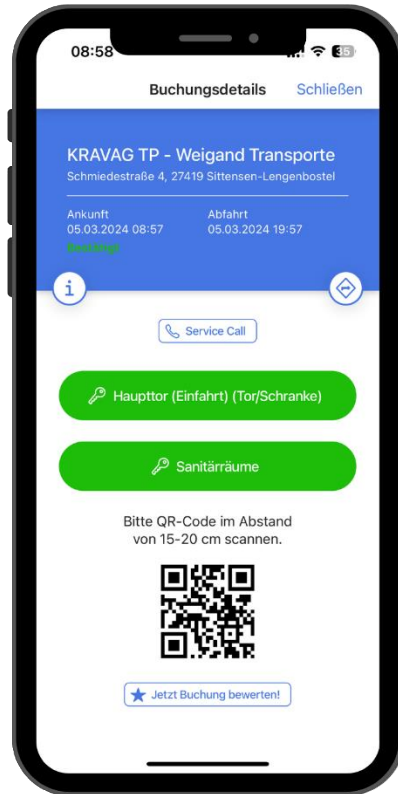 08:58
35
Buchungsdetails Schließen
KRAVAG TP - Weigand Transporte
Schmiedestraße 4, 27419 Sittensen-Lengenbostel
Ankunft Abfahrt
05.03.2024 08:57 05.03.2024 19:57
Bestätigt
i
Service Call
Haupttor (Einfahrt) (Tor/Schranke)
Sanitärräume
Bitte QR-Code im Abstand
von 15-20 cm scannen.
Jetzt Buchung bewerten!